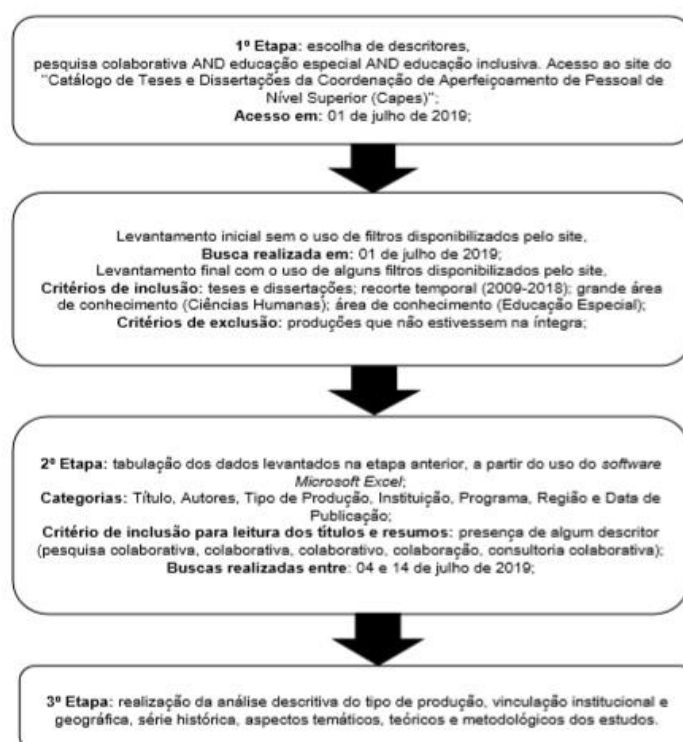 1º Etapa: escolha de descritores,
pesquisa colaborativa AND educação especial AND educação inclusiva. Acesso ao site do
"Catálogo de Teses e Dissertações da Coordenação de Aperfeiçoamento de Pessoal de
Nível Superior (Capes)";
Acesso em: 01 de julho de 2019;
Levantamento inicial sem o uso de filtros disponibilizados pelo site,
Busca realizada em: 01 de julho de 2019;
Levantamento final com o uso de alguns filtros disponibilizados pelo site,
Critérios de inclusão: teses e dissertações; recorte temporal (2009-2018); grande área
de conhecimento (Ciências Humanas); área de conhecimento (Educação Especial);
Critérios de exclusão: produções que não estivessem na íntegra;
2º Etapa: tabulação dos dados levantados na etapa anterior, a partir do uso do software
Microsoft Excel;
Categorias: Título, Autores, Tipo de Produção, Instituição, Programa, Região e Data de
Publicação;
Critério de inclusão para leitura dos títulos e resumos: presença de algum descritor
(pesquisa colaborativa, colaborativa, colaborativo, colaboração, consultoria colaborativa);
Buscas realizadas entre: 04 e 14 de julho de 2019;
3º Etapa: realização da análise descritiva do tipo de produção, vinculação institucional e
geográfica, série histórica, aspectos temáticos, teóricos e metodológicos dos estudos.